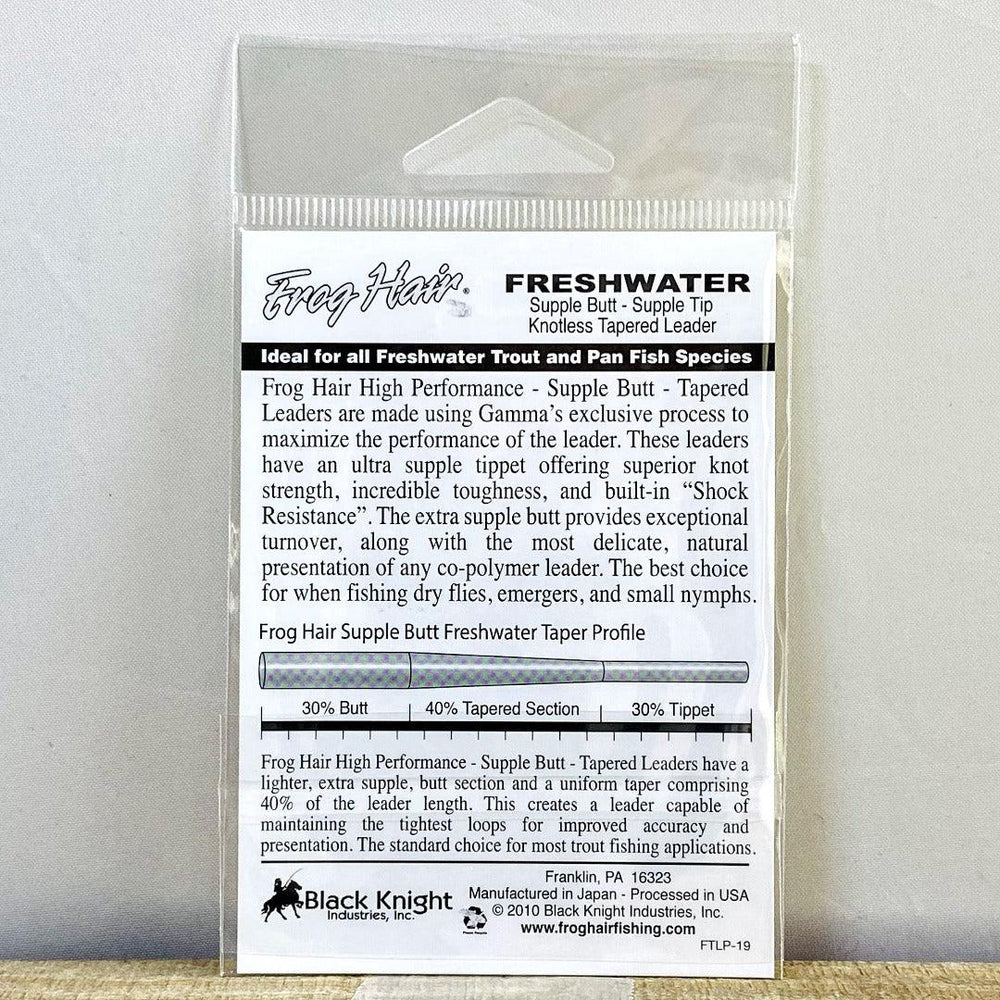 Frog Hair®
FRESHWATER
Supple Butt - Supple Tip
Knotless Tapered Leader
Ideal for all Freshwater Trout and Pan Fish Species
Frog Hair High Performance - Supple Butt - Tapered
Leaders are made using Gamma’s exclusive process to
maximize the performance of the leader. These leaders
have an ultra supple tippet offering superior knot
strength, incredible toughness, and built-in “Shock
Resistance”. The extra supple butt provides exceptional
turnover, along with the most delicate, natural
presentation of any co-polymer leader. The best choice
for when fishing dry flies, emergers, and small nymphs.
Frog Hair Supple Butt Freshwater Taper Profile
30% Butt 40% Tapered Section 30% Tippet
Frog Hair High Performance - Supple Butt - Tapered Leaders have a
lighter, extra supple, butt section and a uniform taper comprising
40% of the leader length. This creates a leader capable of
maintaining the tightest loops for improved accuracy and
presentation. The standard choice for most trout fishing applications.
Black Knight
Industries, Inc.
Please Recycle
Franklin, PA 16323
Manufactured in Japan - Processed in USA
© 2010 Black Knight Industries, Inc.
www.froghairfishing.com
FTLP-19